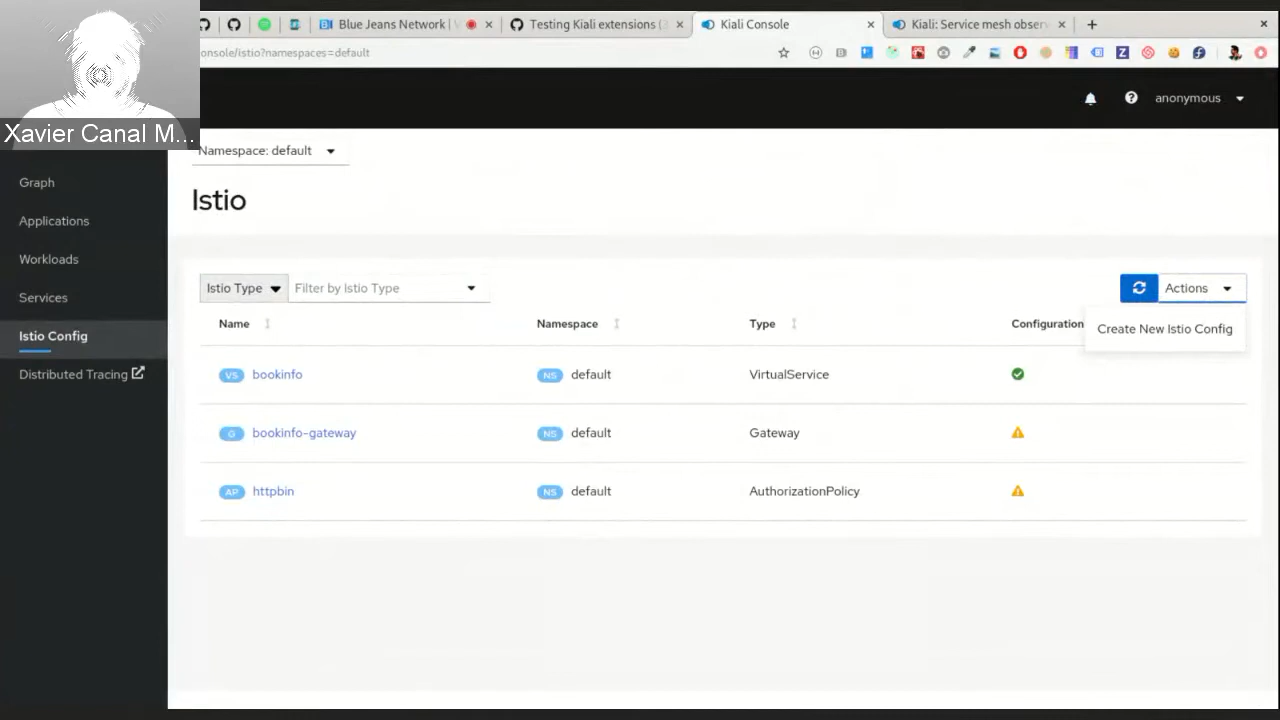 Blue Jeans Network |
Testing Kiali extensions (
Kiali Console
Kiali: Service mesh obser
onsole/istio?namespaces=default
Xavier Canal M...
anonymous
Namespace: default
Istio
Graph
Applications
Workloads
Services
Istio Config
Distributed Tracing
Istio Type
Filter by Istio Type
Actions
Create New Istio Config
Name
Namespace
Type
Configuration
VS bookinfo
NS default
VirtualService
G bookinfo-gateway
NS default
Gateway
AP httpbin
NS default
AuthorizationPolicy